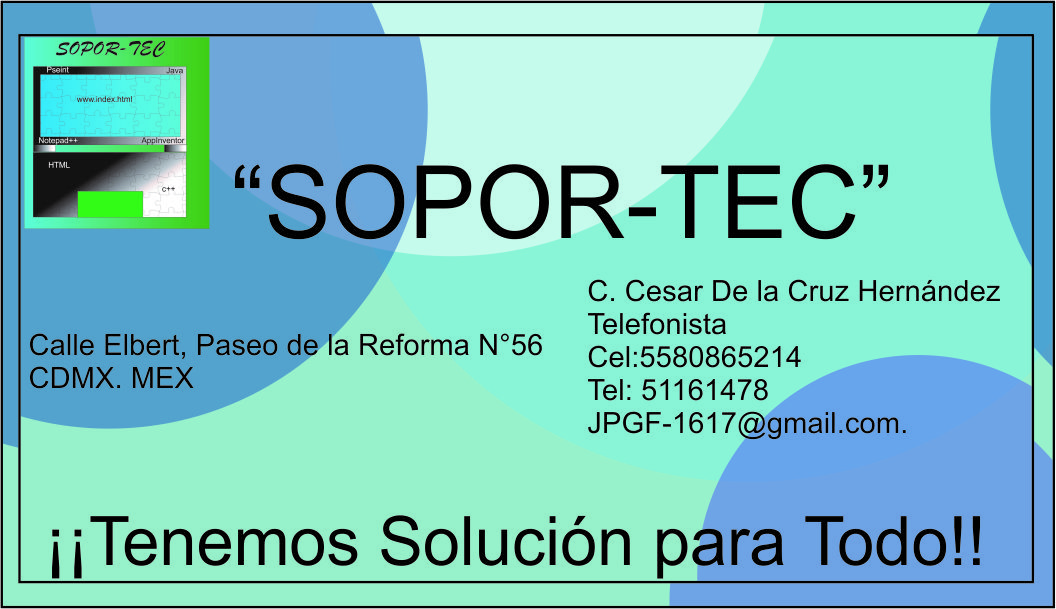 SOPOR-TEC
Pseint Java
www.index.html
Notepad++ AppInventor
HTML
c++
“SOPOR-TEC”
Calle Elbert, Paseo de la Reforma N°56
CDMX. MEX
C. Cesar De la Cruz Hernández
Telefonista
Cel:5580865214
Tel: 51161478
JPGF-1617@gmail.com.
¡¡Tenemos Solución para Todo!!